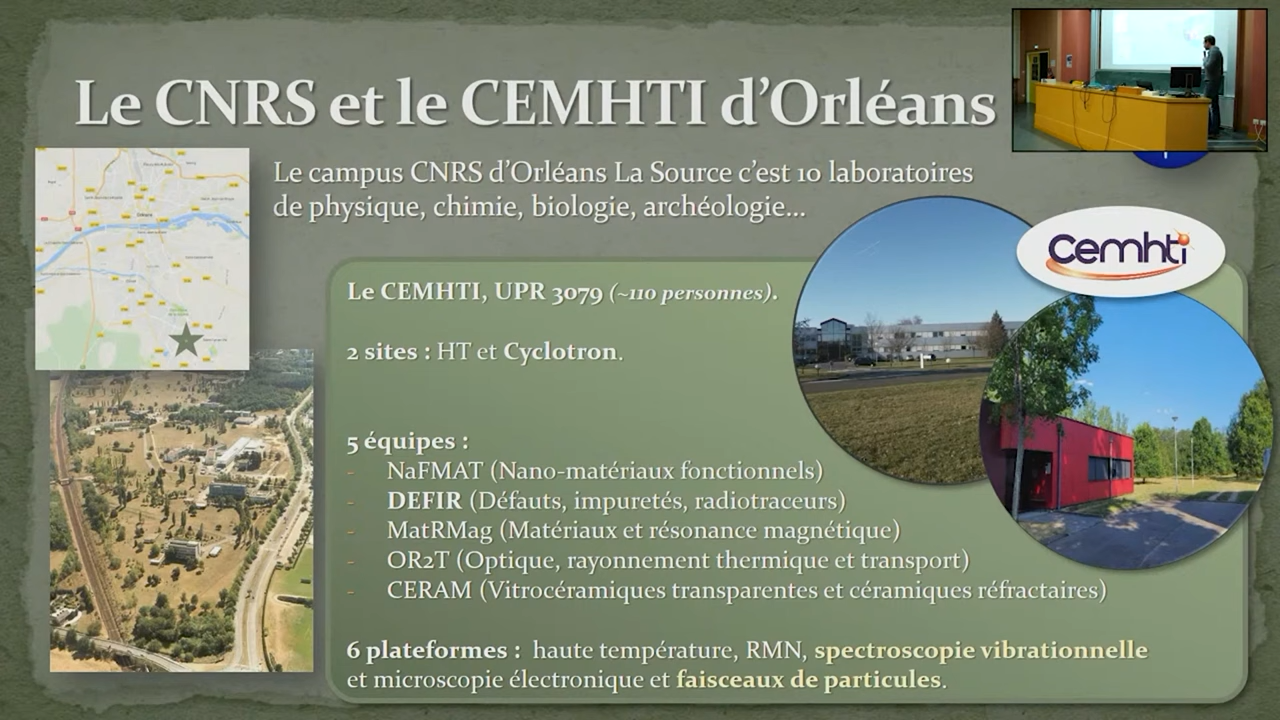 Le CNRS et le CEMHTI d'Orléans
Le campus CNRS d'Orléans La Source c'est 10 laboratoires
de physique, chimie, biologie, archéologie...
Cemhti
Le CEMHTI, UPR 3079 (~110 personnes).
2 sites : HT et Cyclotron.
5 équipes :
- NaFMAT (Nano-matériaux fonctionnels)
- DEFIR (Défauts, impuretés, radiotraceurs)
- MatRMag (Matériaux et résonance magnétique)
- OR2T (Optique, rayonnement thermique et transport)
- CERAM (Vitrocéramiques transparentes et céramiques réfractaires)
6 plateformes : haute température, RMN, spectroscopie vibrationnelle
et microscopie électronique et faisceaux de particules.